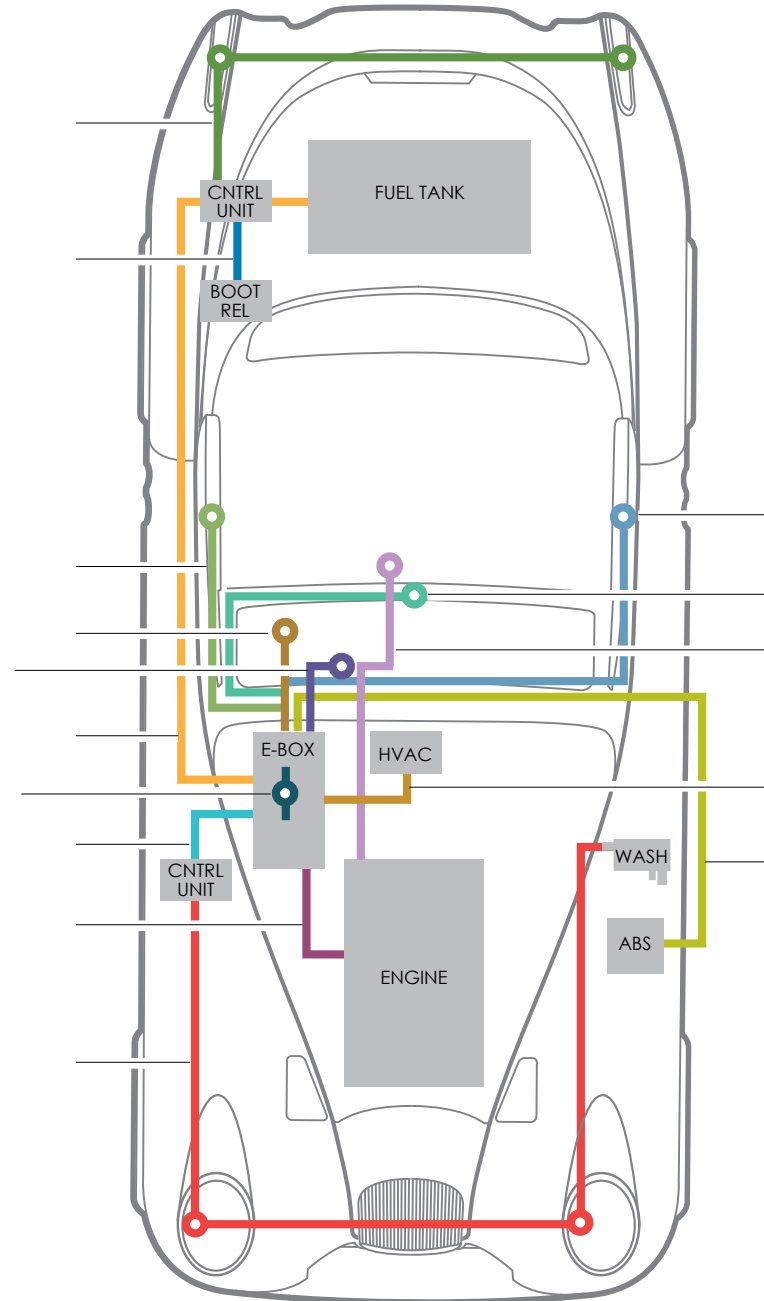 CNTRL
UNIT
FUEL TANK
BOOT
REL
E-BOX
HVAC
CNTRL
UNIT
WASH
ABS
ENGINE